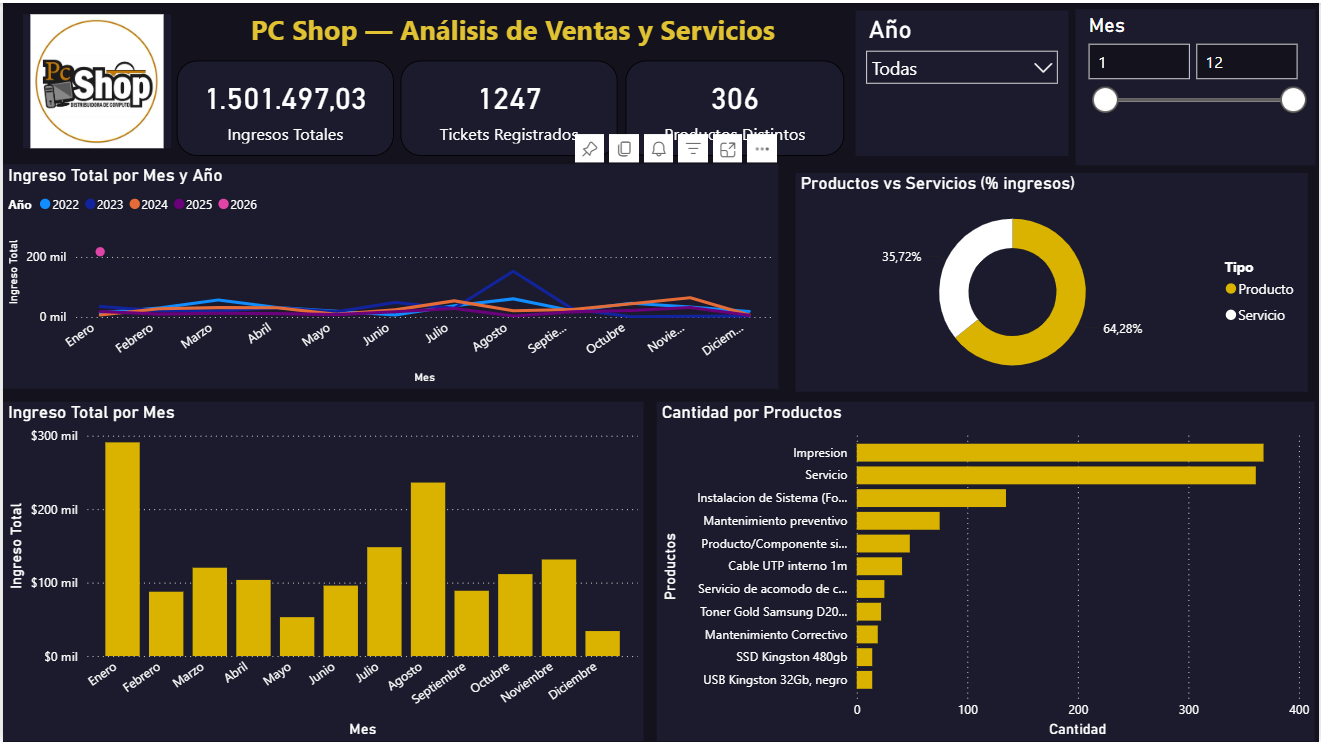 PC Shop — Análisis de Ventas y Servicios
Pc
Shop
DISTRIBUIDORA DE COMPUTO
1.501.497,03
Ingresos Totales
1247
Tickets Registrados
306
Productos Distintos
Año
Todas
Mes
1
12
Ingreso Total por Mes y Año
Año 2022 2023 2024 2025 2026
Ingreso Total
200 mil
0 mil
Enero
Febrero
Marzo
Abril
Mayo
Junio
Julio
Agosto
Septie...
Octubre
Novie...
Diciem...
Mes
Productos vs Servicios (% ingresos)
35,72%
64,28%
Tipo
Producto
Servicio
Ingreso Total por Mes
Ingreso Total
$300 mil
$200 mil
$100 mil
$0 mil
Enero
Febrero
Marzo
Abril
Mayo
Junio
Julio
Agosto
Septiembre
Octubre
Noviembre
Diciembre
Mes
Cantidad por Productos
Productos
Impresion
Servicio
Instalacion de Sistema (Fo...
Mantenimiento preventivo
Producto/Componente si...
Cable UTP interno 1m
Servicio de acomodo de c...
Toner Gold Samsung D20...
Mantenimiento Correctivo
SSD Kingston 480gb
USB Kingston 32Gb, negro
0
100
200
300
400
Cantidad